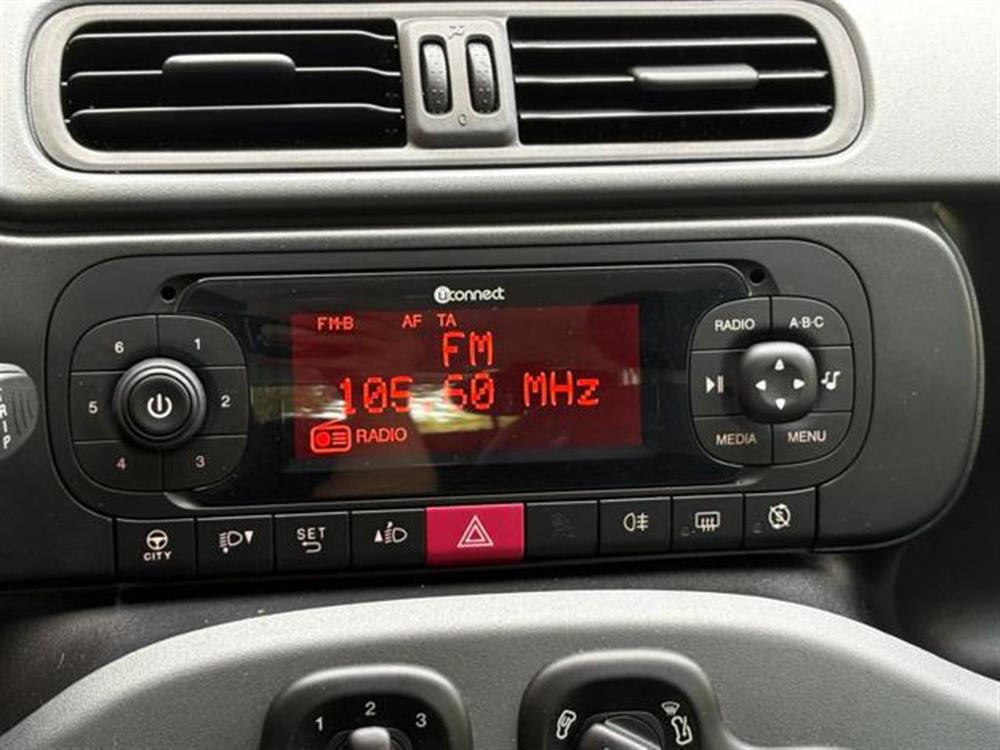 0
uconnect
FM-B AF TA
FM
105.60 MHz
RADIO
6 1
5 2
4 3
RADIO A·B·C
MEDIA MENU
CITY
SET
1 2 3